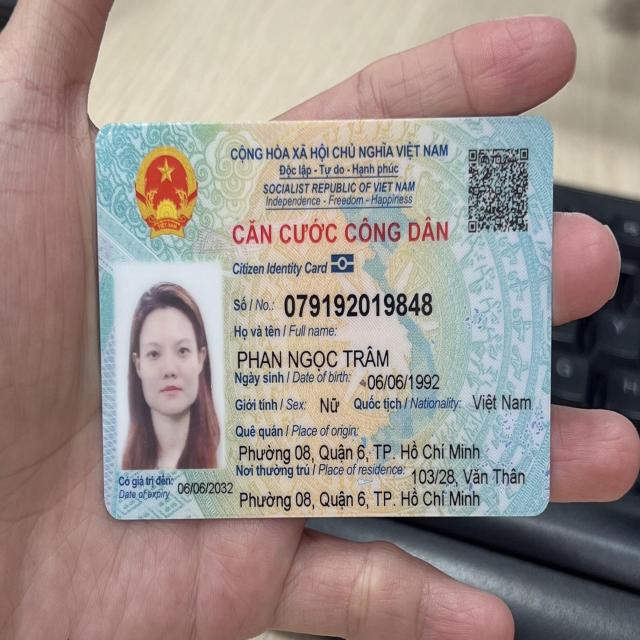 CỘNG HÒA XÃ HỘI CHỦ NGHĨA VIỆT NAM
Độc lập - Tự do - Hạnh phúc
SOCIALIST REPUBLIC OF VIET NAM
Independence - Freedom - Happiness
CĂN CƯỚC CÔNG DÂN
Citizen Identity Card
Số / No.: 079192019848
Họ và tên / Full name:
PHAN NGỌC TRÂM
Ngày sinh / Date of birth: 06/06/1992
Giới tính / Sex: Nữ Quốc tịch / Nationality: Việt Nam
Quê quán / Place of origin:
Phường 08, Quận 6, TP. Hồ Chí Minh
Nơi thường trú / Place of residence: 103/28, Văn Thân
Phường 08, Quận 6, TP. Hồ Chí Minh
Có giá trị đến: 06/06/2032
Date of expiry